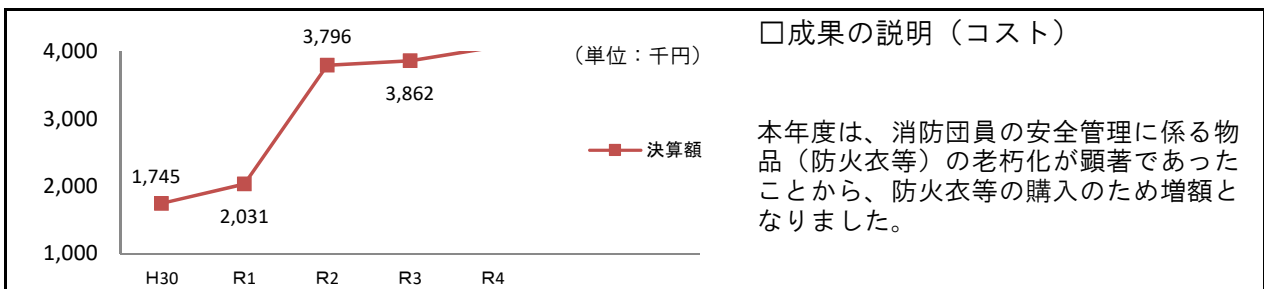 4,000
3,000
2,000
1,000
1,745
2,031
3,796
3,862
H30
R1
R2
R3
R4
（単位：千円）
決算額
□成果の説明（コスト）
本年度は、消防団員の安全管理に係る物
品（防火衣等）の老朽化が顕著であった
ことから、防火衣等の購入のため増額と
なりました。